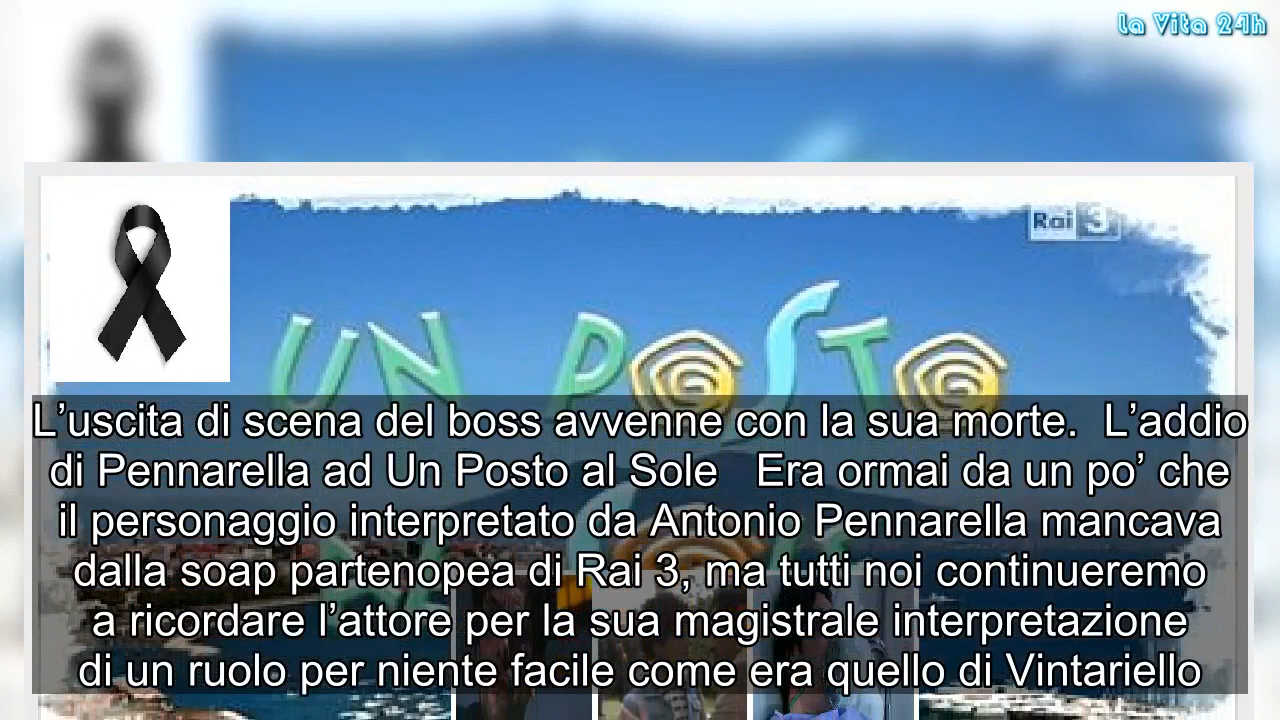 la Vita 24h
Rai 3
UN POSTO
L’uscita di scena del boss avvenne con la sua morte. L’addio
di Pennarella ad Un Posto al Sole Era ormai da un po’ che
il personaggio interpretato da Antonio Pennarella mancava
dalla soap partenopea di Rai 3, ma tutti noi continueremo
a ricordare l’attore per la sua magistrale interpretazione
di un ruolo per niente facile come era quello di Vintariello